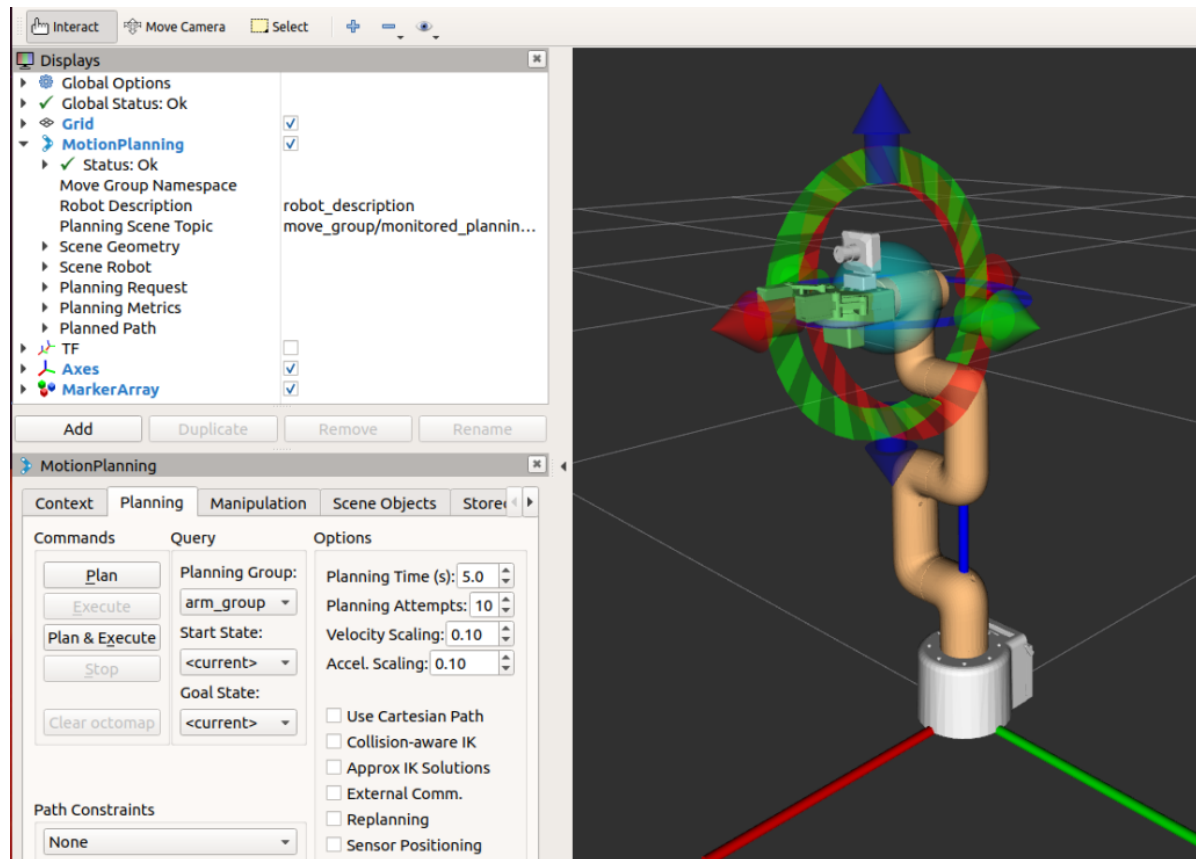 Interact Move Camera Select
Displays
Global Options
Global Status: Ok
Grid
MotionPlanning
Status: Ok
Move Group Namespace
Robot Description robot_description
Planning Scene Topic move_group/monitored_plannin...
Scene Geometry
Scene Robot
Planning Request
Planning Metrics
Planned Path
TF
Axes
MarkerArray
Add Duplicate Remove Rename
MotionPlanning
Context Planning Manipulation Scene Objects Store
Commands Query Options
Plan Planning Group: Planning Time (s): 5.0
Execute arm_group Planning Attempts: 10
Plan & Execute Start State: Velocity Scaling: 0.10
Stop <current> Accel. Scaling: 0.10
Goal State:
Clear octomap <current> Use Cartesian Path
Collision-aware IK
Approx IK Solutions
External Comm.
Path Constraints Replanning
None Sensor Positioning